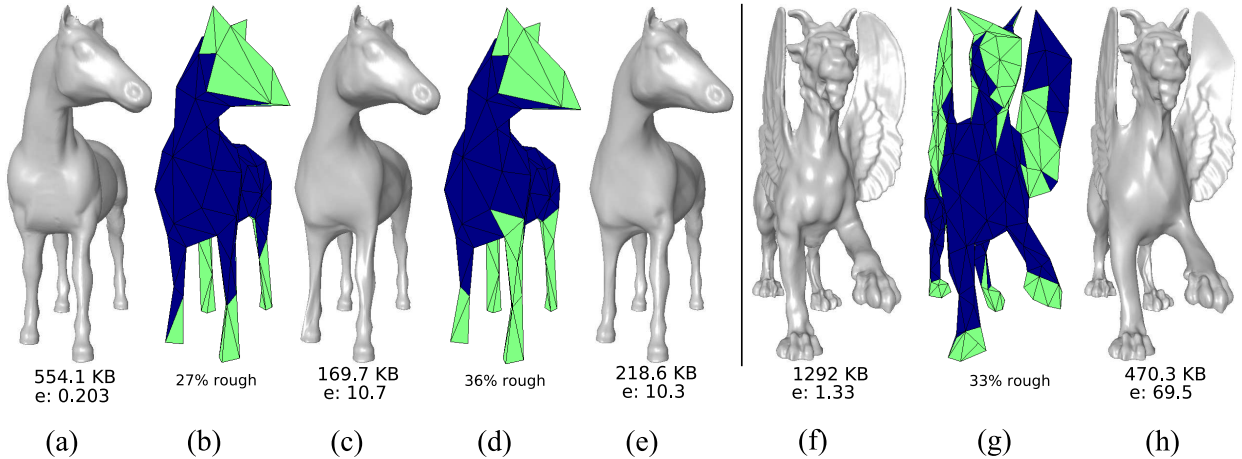 554.1 KB
e: 0.203
27% rough
169.7 KB
e: 10.7
36% rough
218.6 KB
e: 10.3
1292 KB
e: 1.33
33% rough
470.3 KB
e: 69.5
(a) (b) (c) (d) (e) (f) (g) (h)